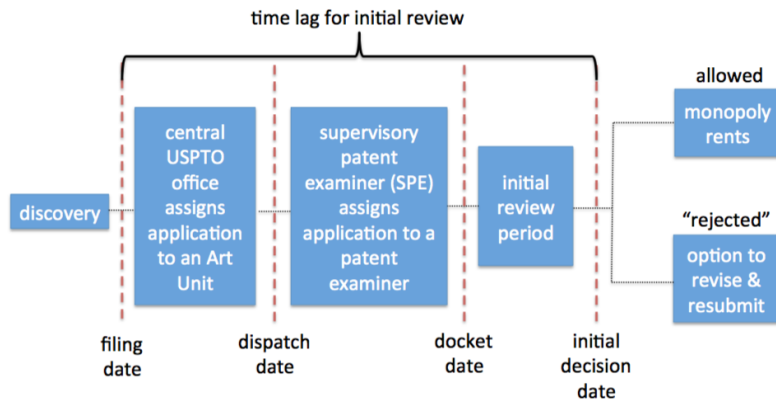 time lag for initial review
discovery
central
USPTO
office
assigns
application
to an Art
Unit
supervisory
patent
examiner (SPE)
assigns
application to a
patent
examiner
initial
review
period
allowed
monopoly
rents
“rejected”
option to
revise &
resubmit
filing
date
dispatch
date
docket
date
initial
decision
date